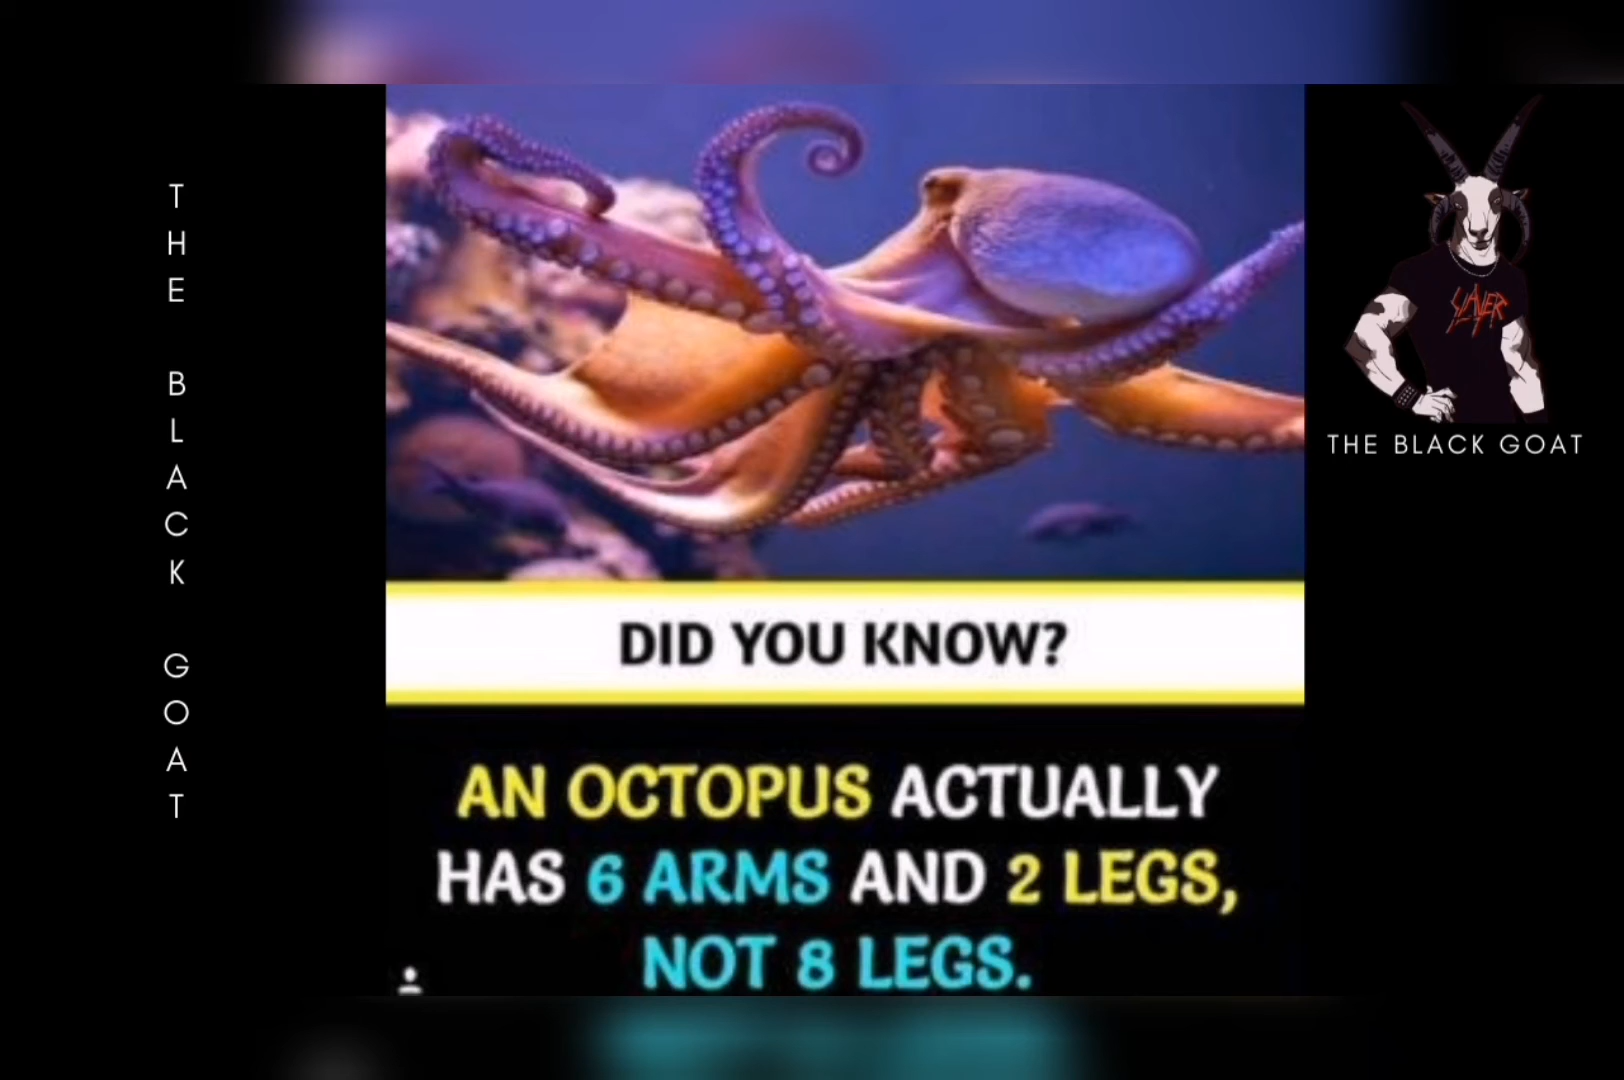 THE BLACK GOAT
SLAYER
THE BLACK GOAT
DID YOU KNOW?
AN OCTOPUS ACTUALLY
HAS 6 ARMS AND 2 LEGS,
NOT 8 LEGS.